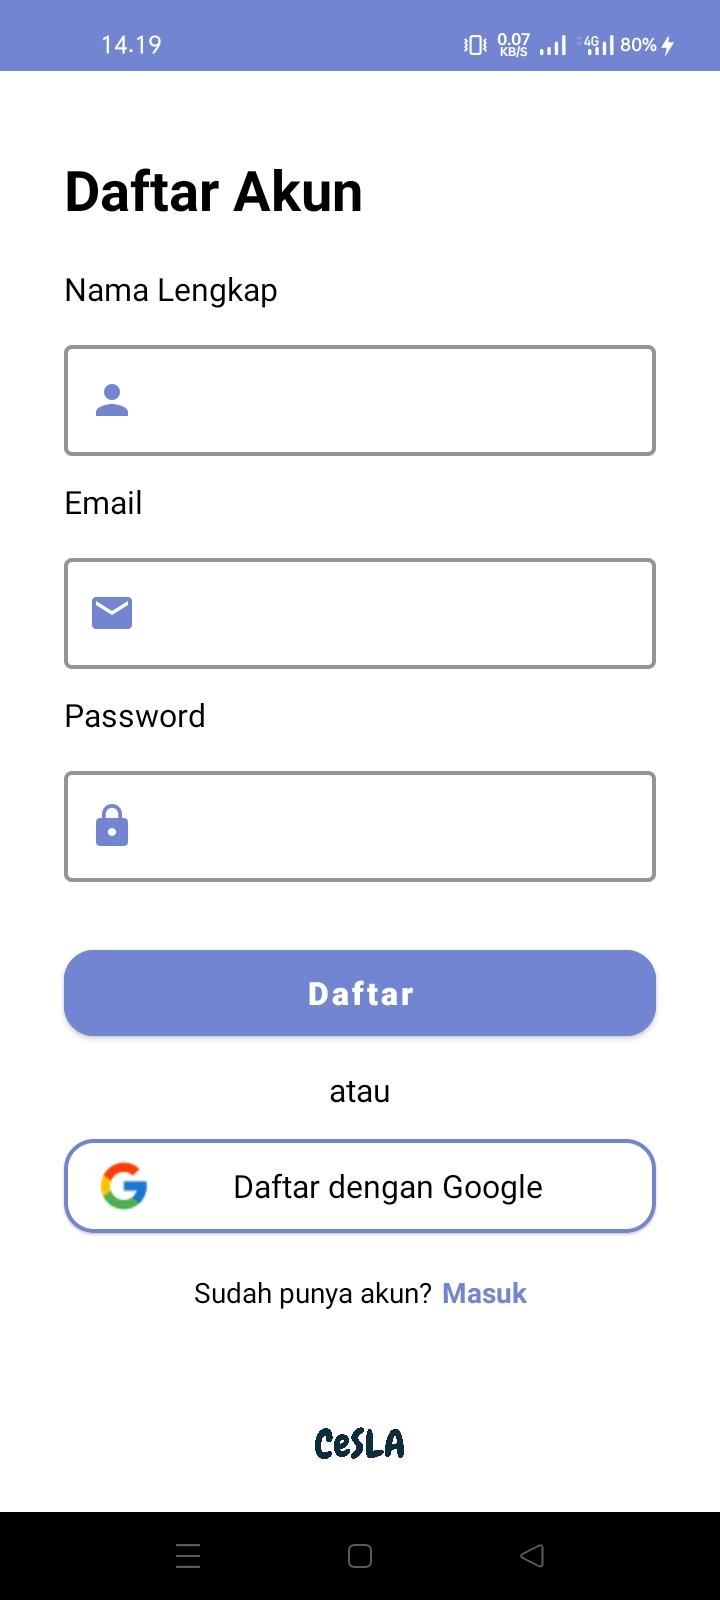 14.19
0.07
KB/S
4G
80%
Daftar Akun
Nama Lengkap
Email
Password
Daftar
atau
Daftar dengan Google
Sudah punya akun? Masuk
CeSLA